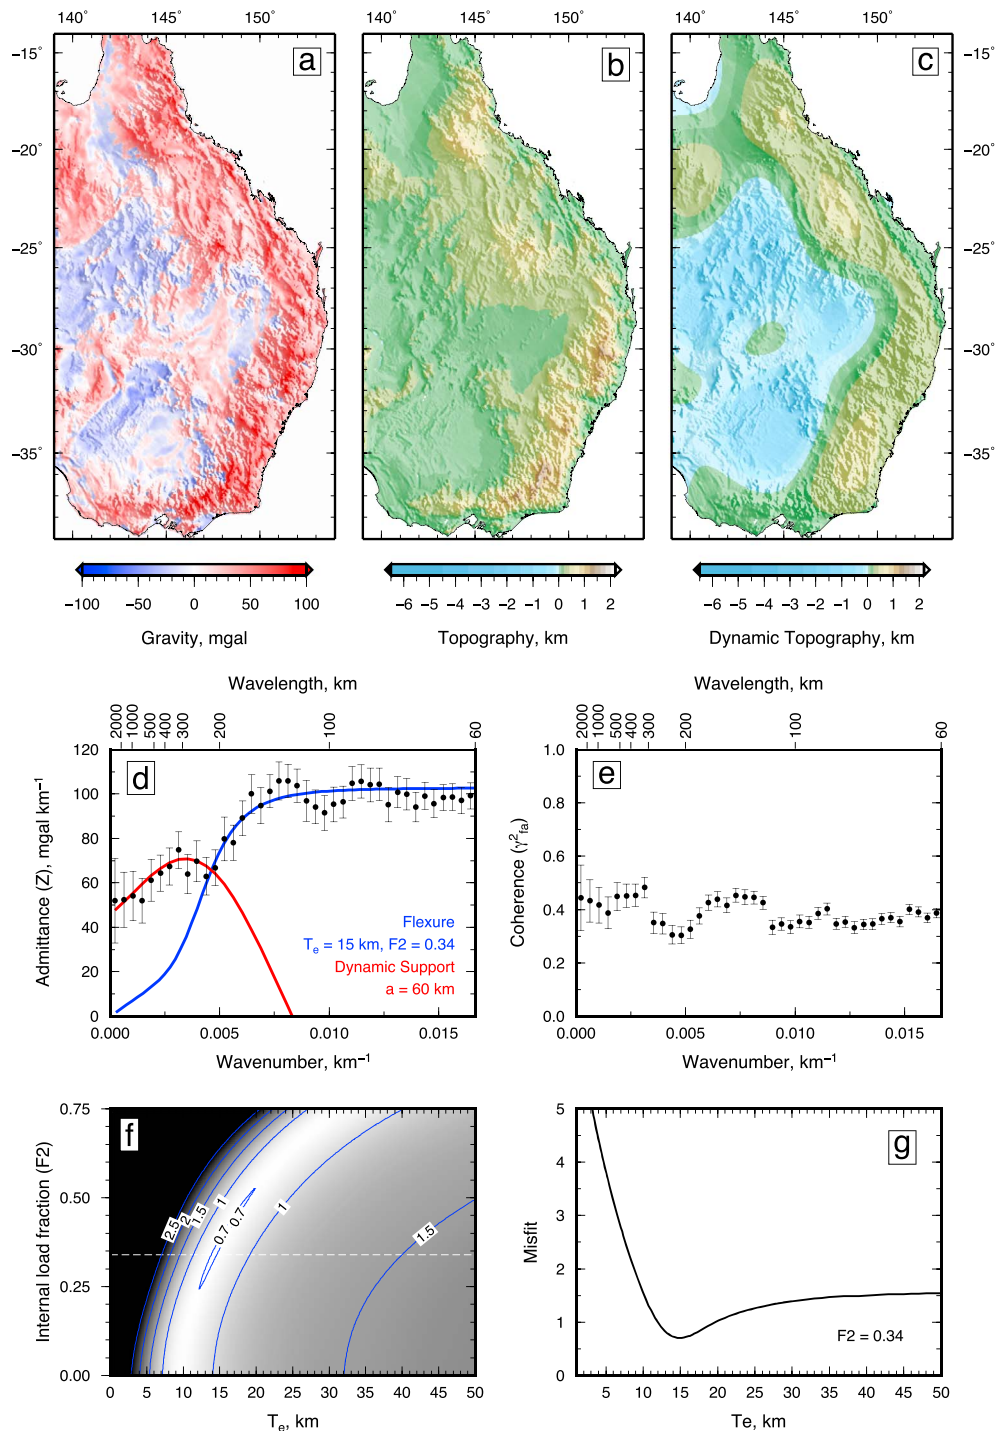 140° 145° 150° 140° 145° 150° 140° 145° 150°
a b c
−15° −15°
−20° −20°
−25° −25°
−30° −30°
−35° −35°
−100 −50 0 50 100 −6 −5 −4 −3 −2 −1 0 1 2 −6 −5 −4 −3 −2 −1 0 1 2
Gravity, mgal Topography, km Dynamic Topography, km
Wavelength, km
2000 1000 500 400 300 200 100 60
d
120
100
80
60
40
20
0
Admittance (Z), mgal km⁻¹
Flexure
Tₑ = 15 km, F2 = 0.34
Dynamic Support
a = 60 km
0.000 0.005 0.010 0.015
Wavenumber, km⁻¹
Wavelength, km
2000 1000 500 400 300 200 100 60
e
1.0
0.8
0.6
0.4
0.2
0.0
Coherence (γ²fa)
0.000 0.005 0.010 0.015
Wavenumber, km⁻¹
f
0.75
0.50
0.25
0.00
Internal load fraction (F2)
2.5 2 1.5 1 0.7 0.7 1 1.5
0 5 10 15 20 25 30 35 40 45 50
Tₑ, km
g
5
4
3
2
1
0
Misfit
F2 = 0.34
5 10 15 20 25 30 35 40 45 50
Te, km